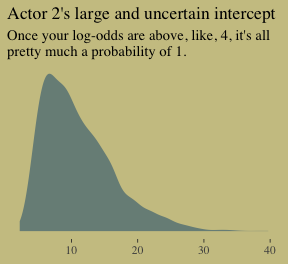 Actor 2's large and uncertain intercept
Once your log-odds are above, like, 4, it's all
pretty much a probability of 1.
10 20 30 40